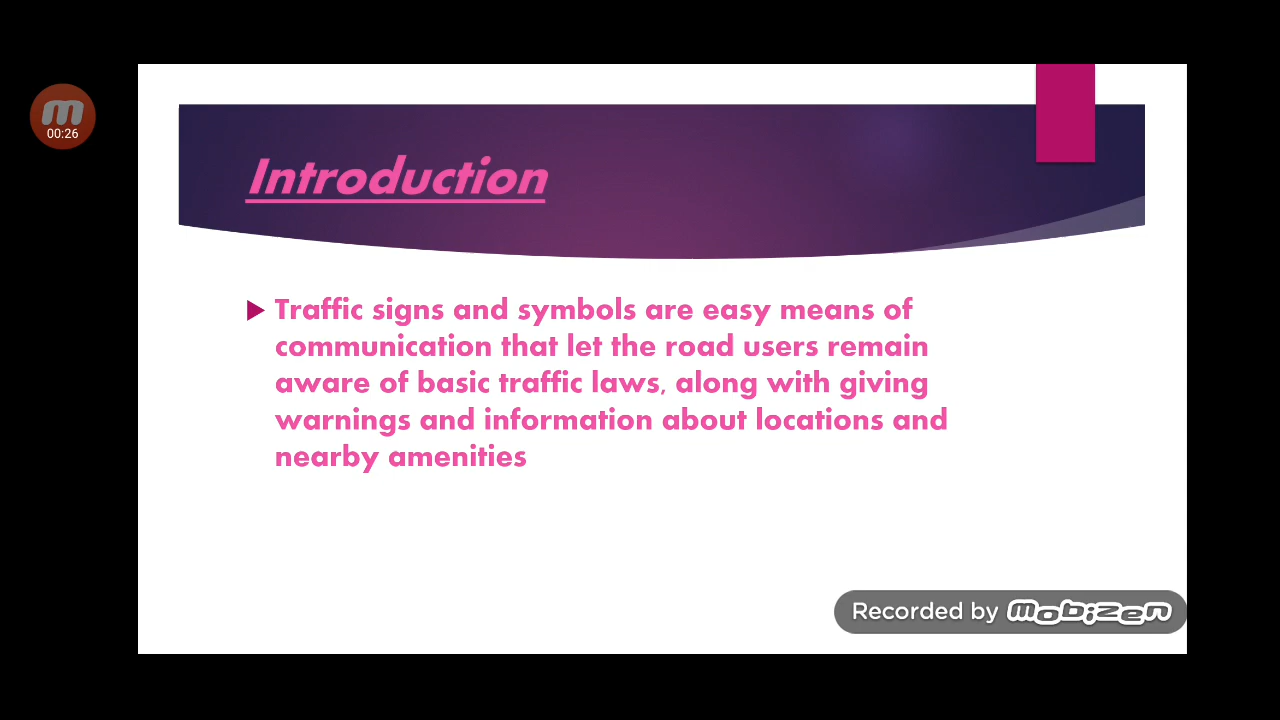 00:26
Introduction
Traffic signs and symbols are easy means of
communication that let the road users remain
aware of basic traffic laws, along with giving
warnings and information about locations and
nearby amenities
Recorded by mobizen